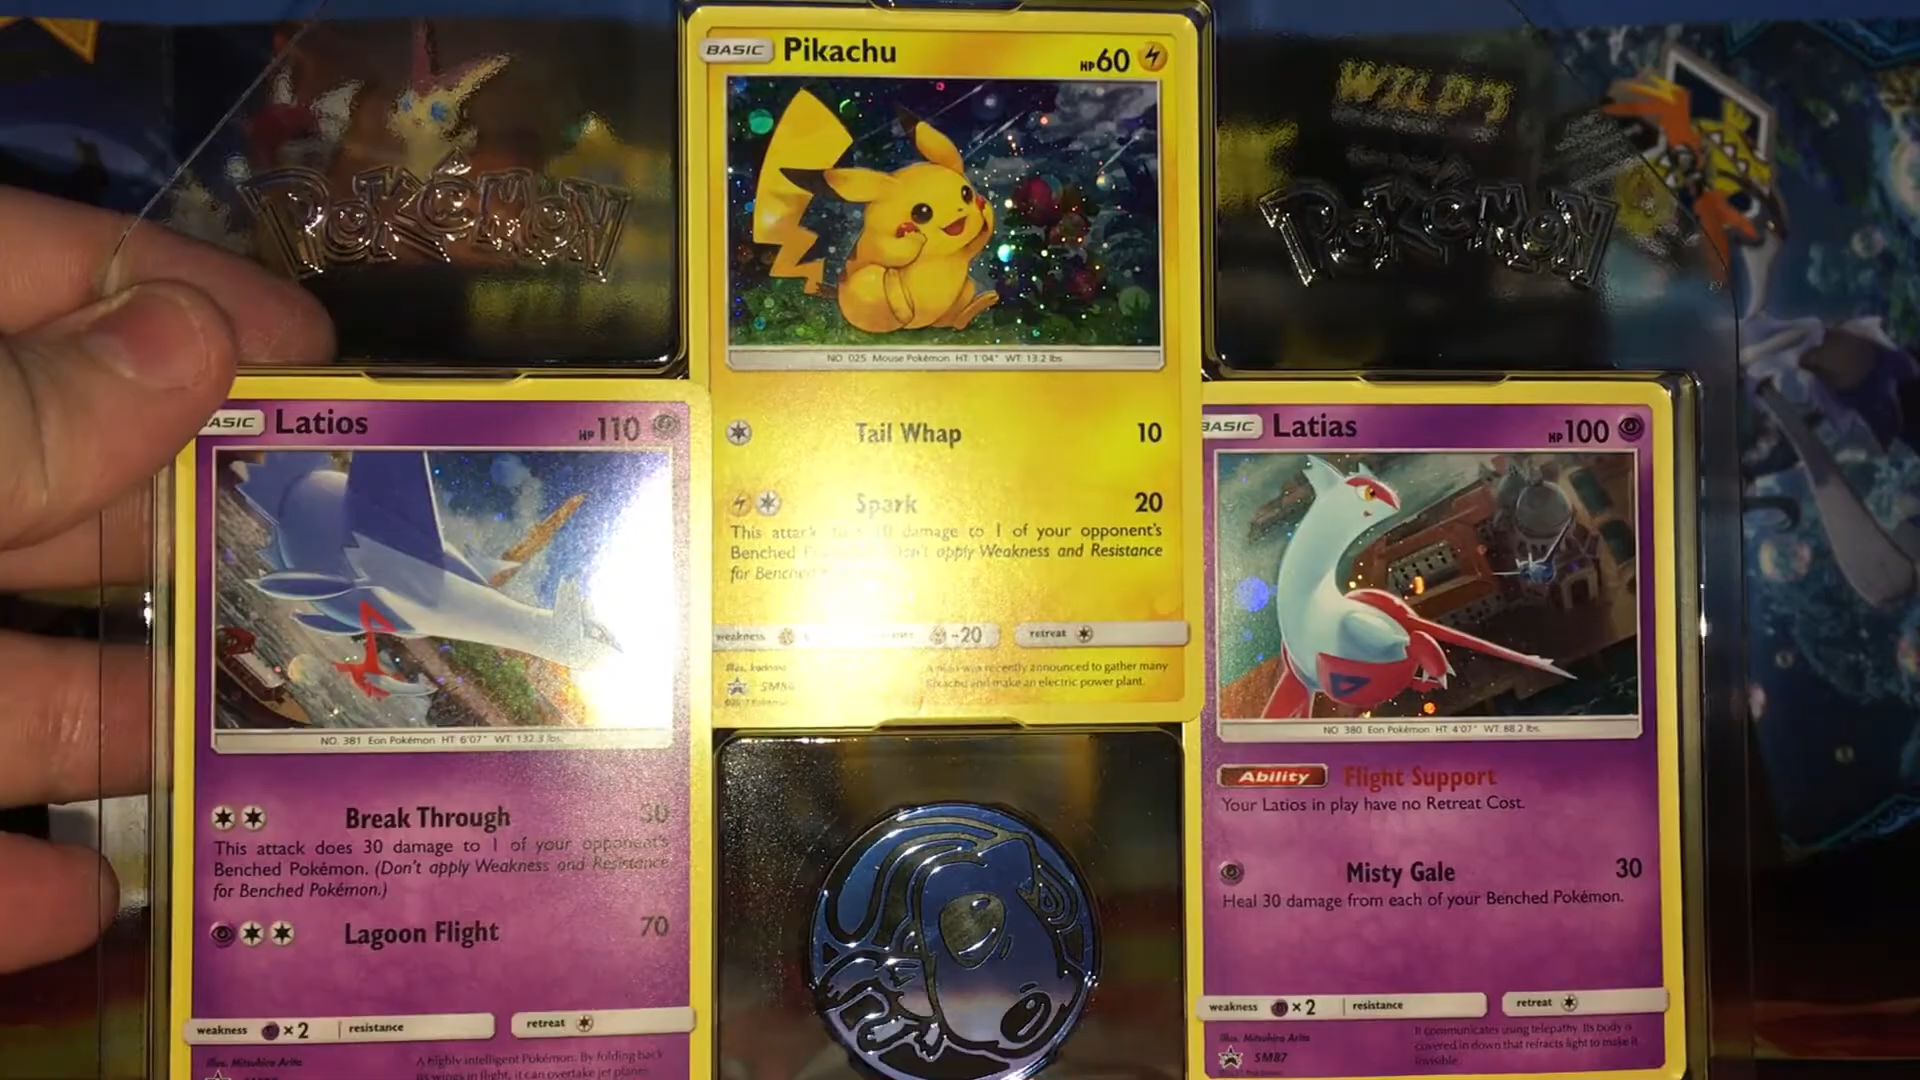 POKéMON
WILD?
POKéMON
BASIC Pikachu HP60
NO. 025 Mouse Pokémon HT: 1'04" WT: 13.2 lbs
Tail Whap 10
Spark 20
This attack damage to 1 of your opponent's
Benched Don't apply Weakness and Resistance
for Benched
weakness -20 retreat
recently announced to gather many
Pikachu and make an electric power plant.
BASIC Latios HP110
NO. 381 Eon Pokémon HT: 6'07" WT: 132.3 lbs.
Break Through 30
This attack does 30 damage to 1 of your opponent's
Benched Pokémon. (Don't apply Weakness and Resistance
for Benched Pokémon.)
Lagoon Flight 70
weakness ×2 resistance retreat
Illus. Mitsuhiro Arita
A highly intelligent Pokémon. By folding back
its wings in flight, it can overtake jet planes.
BASIC Latias HP100
NO. 380 Eon Pokémon HT: 4'07" WT: 88.2 lbs.
Ability Flight Support
Your Latios in play have no Retreat Cost.
Misty Gale 30
Heal 30 damage from each of your Benched Pokémon.
weakness ×2 resistance retreat
Illus. Mitsuhiro Arita
SM87
It communicates using telepathy. Its body is
covered in down that refracts light to make it
invisible.